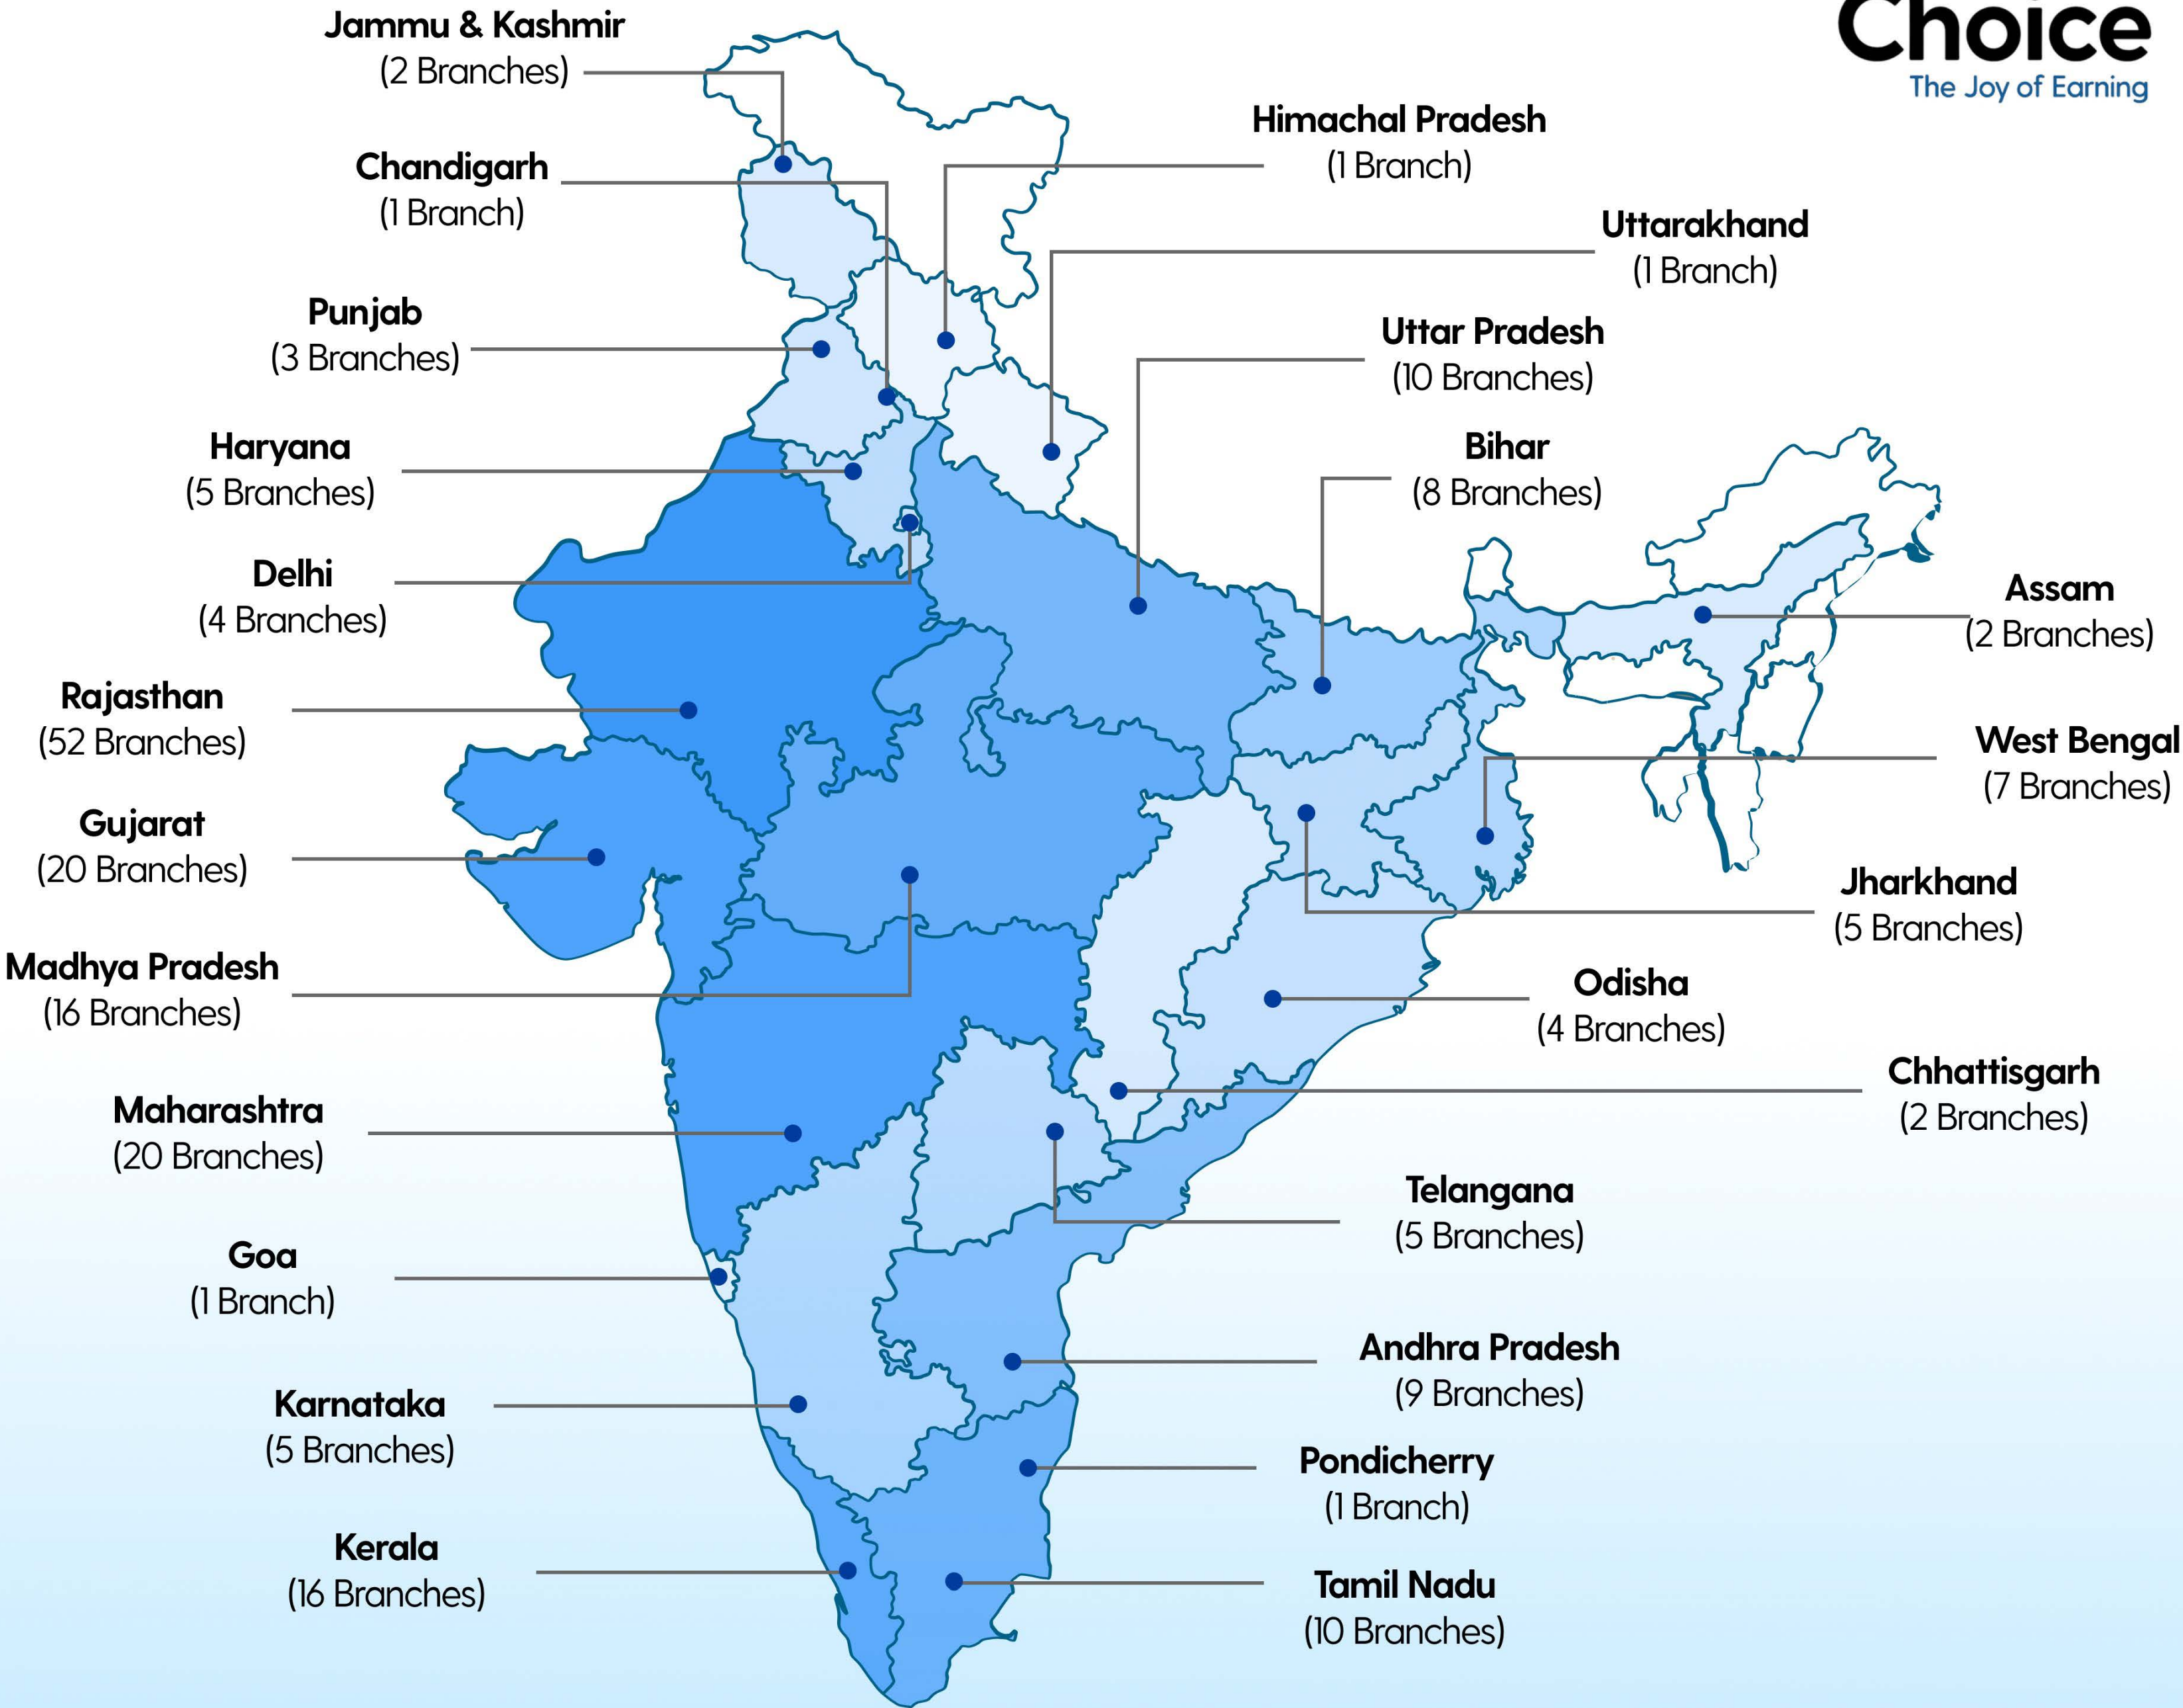 Choice
The Joy of Earning
Jammu & Kashmir
(2 Branches)
Chandigarh
(1 Branch)
Himachal Pradesh
(1 Branch)
Uttarakhand
(1 Branch)
Punjab
(3 Branches)
Uttar Pradesh
(10 Branches)
Haryana
(5 Branches)
Bihar
(8 Branches)
Delhi
(4 Branches)
Assam
(2 Branches)
Rajasthan
(52 Branches)
West Bengal
(7 Branches)
Gujarat
(20 Branches)
Jharkhand
(5 Branches)
Madhya Pradesh
(16 Branches)
Odisha
(4 Branches)
Chhattisgarh
(2 Branches)
Maharashtra
(20 Branches)
Telangana
(5 Branches)
Goa
(1 Branch)
Andhra Pradesh
(9 Branches)
Karnataka
(5 Branches)
Pondicherry
(1 Branch)
Kerala
(16 Branches)
Tamil Nadu
(10 Branches)